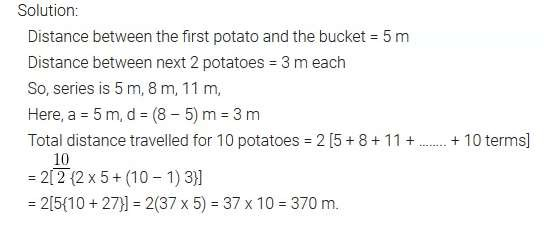 Solution:
Distance between the first potato and the bucket = 5 m
Distance between next 2 potatoes = 3 m each
So, series is 5 m, 8 m, 11 m,
Here, a = 5 m, d = (8 – 5) m = 3 m
Total distance travelled for 10 potatoes = 2 [5 + 8 + 11 + ........ + 10 terms]
= 2[10/2{2 x 5 + (10 – 1) 3}]
= 2[5{10 + 27}] = 2(37 x 5) = 37 x 10 = 370 m.